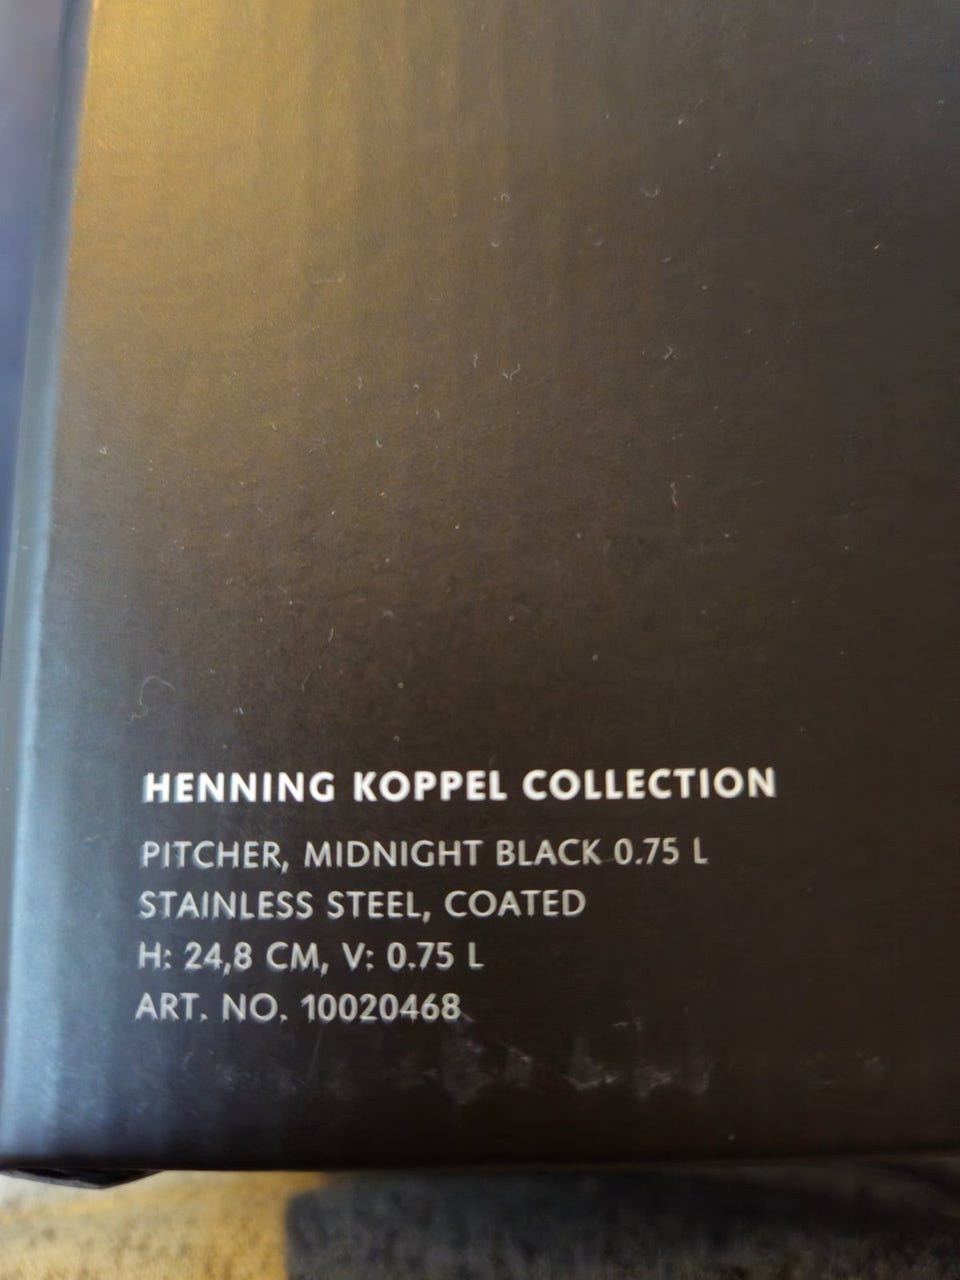 HENNING KOPPEL COLLECTION
PITCHER, MIDNIGHT BLACK 0.75 L
STAINLESS STEEL, COATED
H: 24,8 CM, V: 0.75 L
ART. NO. 10020468